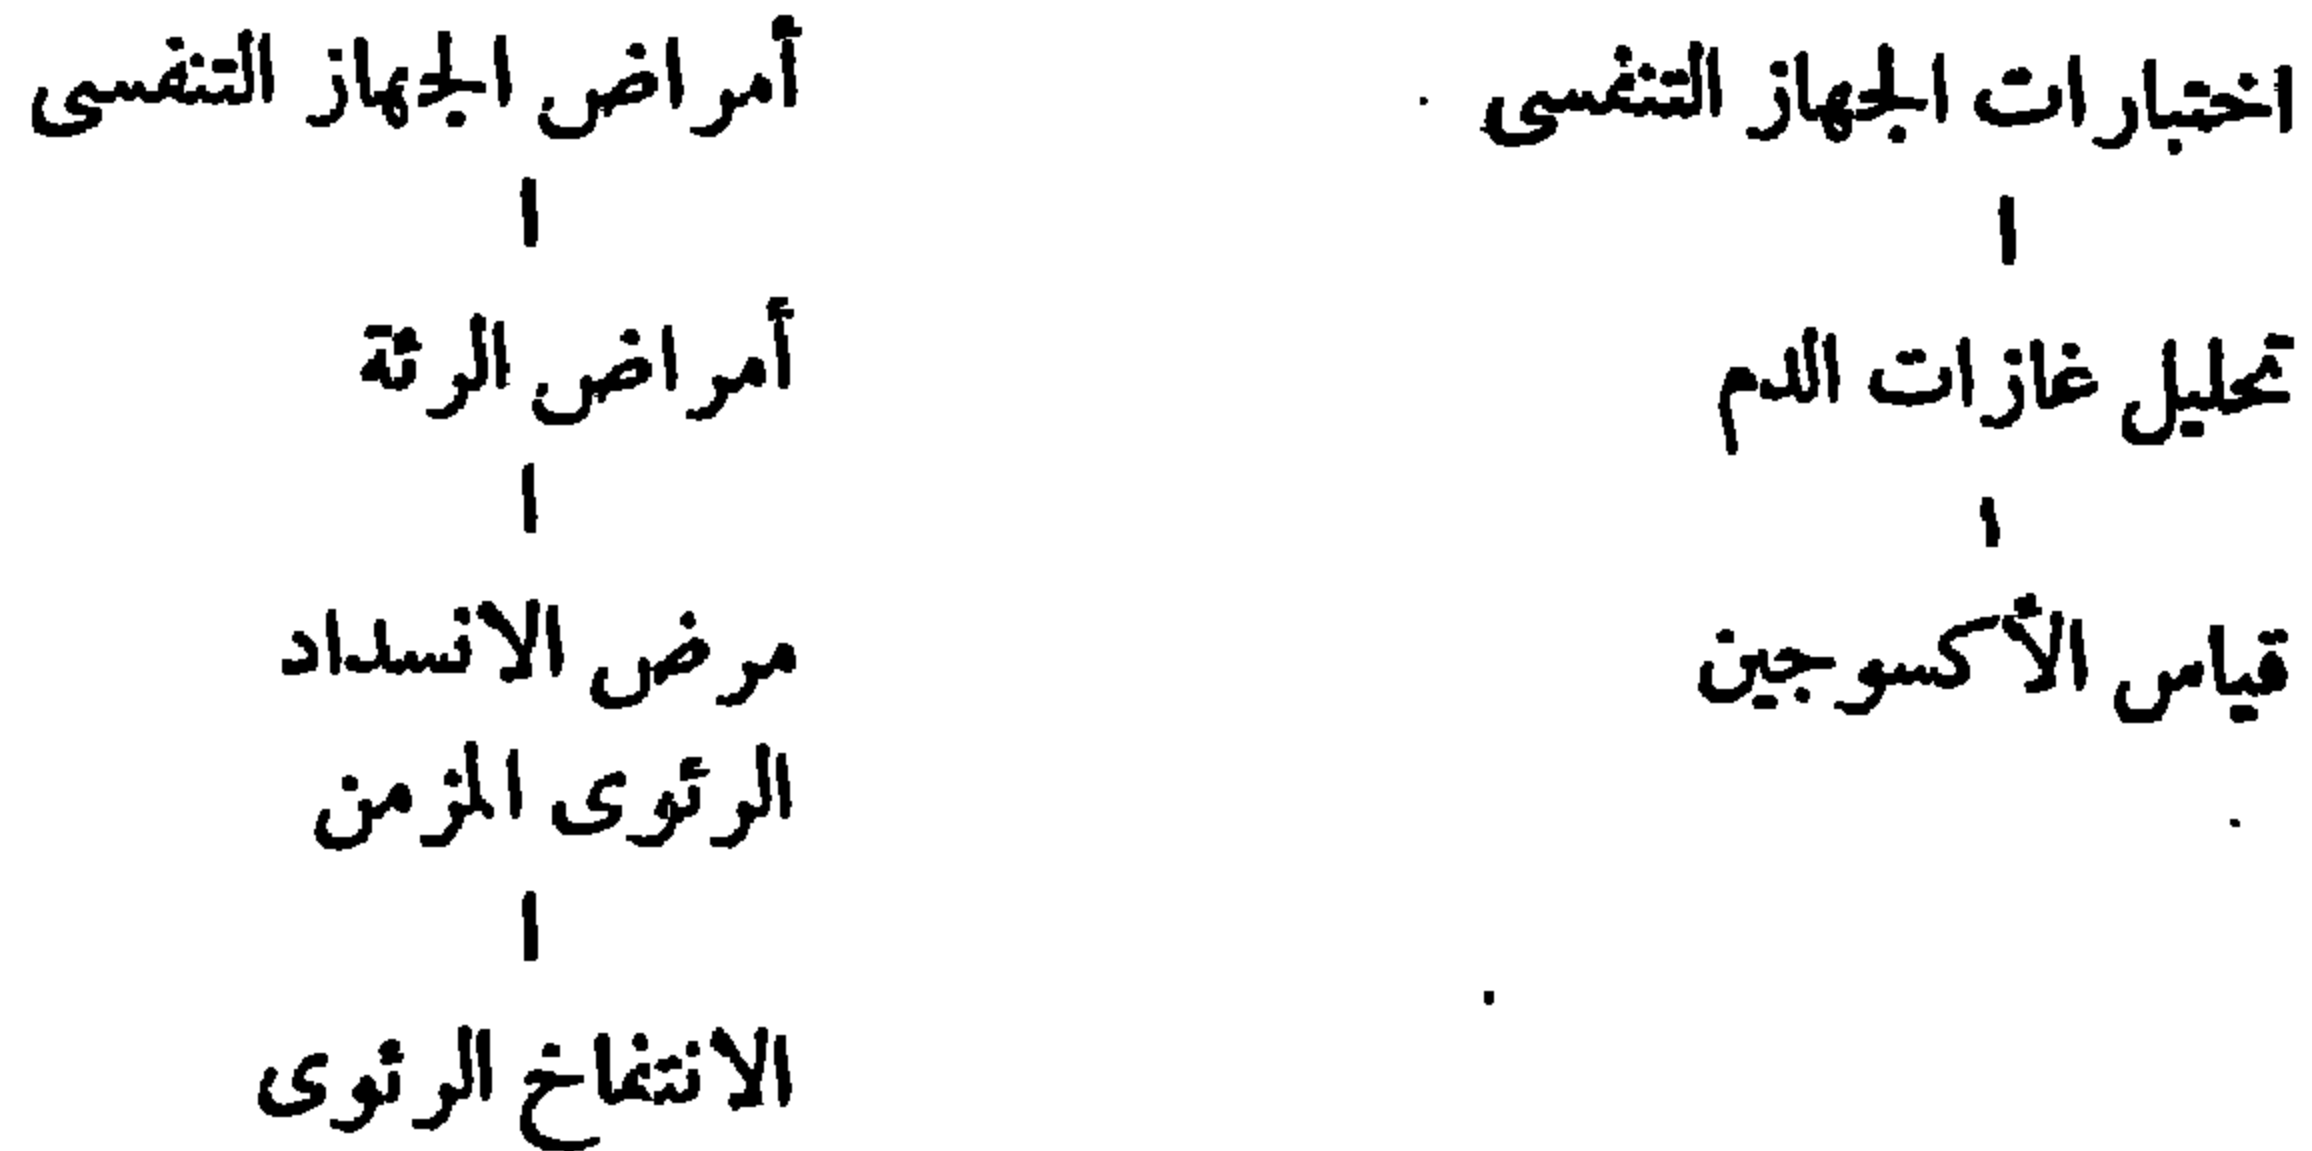 اختبارات الجهاز التنفسى
ا
تحليل غازات الدم
ا
قياس الأكسوجين
أمراض الجهاز التنفسى
ا
أمراض الرئة
ا
مرض الانسداد
الرئوى المزمن
ا
الانتفاخ الرئوى